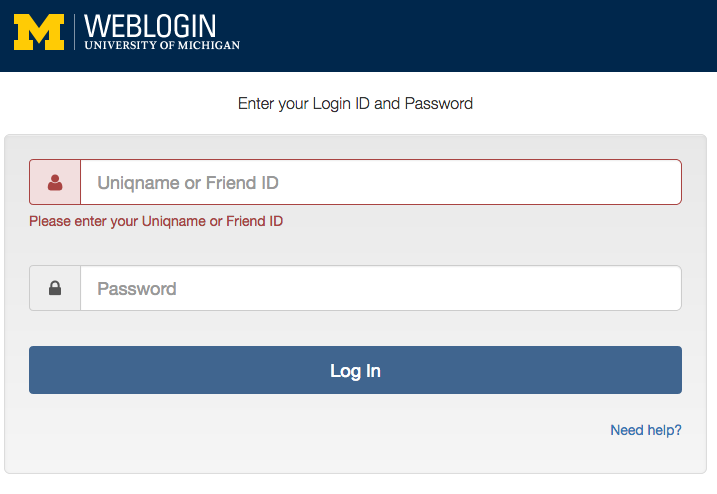 M
WEBLOGIN
UNIVERSITY OF MICHIGAN
Enter your Login ID and Password
Uniqname or Friend ID
Please enter your Uniqname or Friend ID
Password
Log In
Need help?